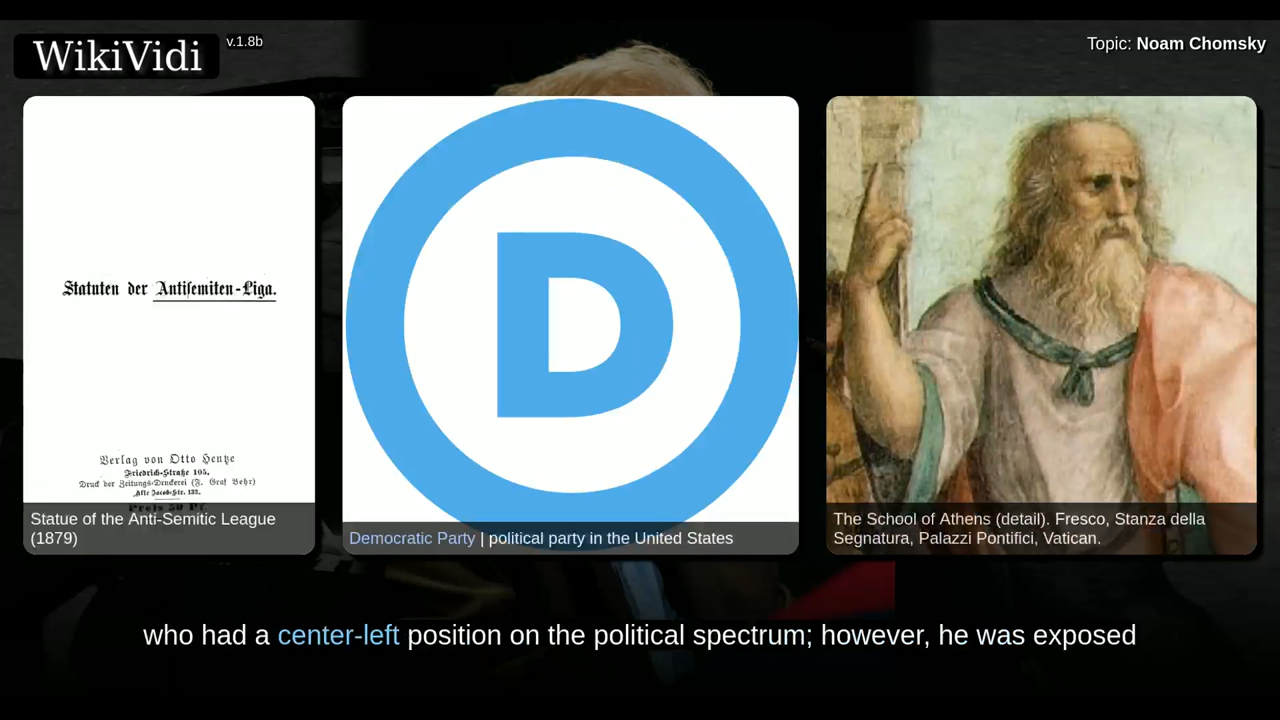 WikiVidi
v.1.8b
Topic: Noam Chomsky
Statuten der Antisemiten-Liga.
Verlag von Otto Hentze
Friedrich-Straße 105.
Druck der Zeitungs-Druckerei (F. Graf Behr)
Alte Jacob-Str. 132.
Preis 50 Pf.
Statue of the Anti-Semitic League
(1879)
D
Democratic Party | political party in the United States
The School of Athens (detail). Fresco, Stanza della
Segnatura, Palazzi Pontifici, Vatican.
who had a center-left position on the political spectrum; however, he was exposed